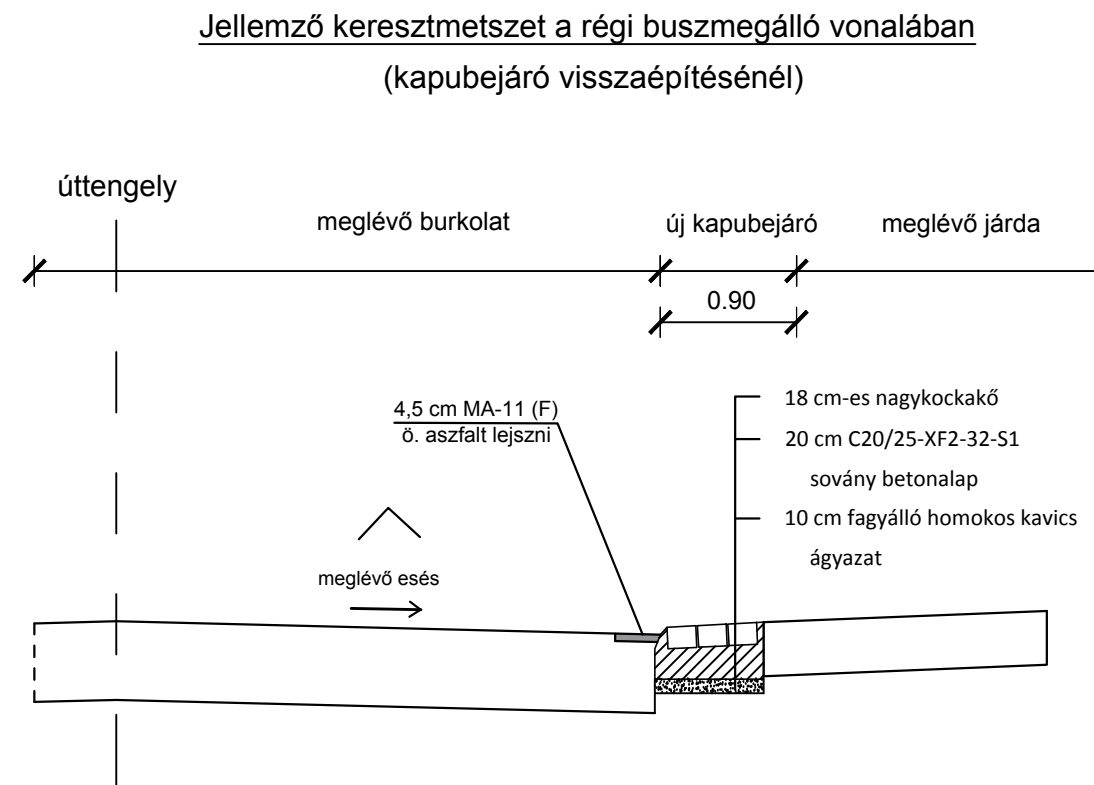 Jellemző keresztmetszet a régi buszmegálló vonalában
(kapubejáró visszaépítésénél)
úttengely
meglévő burkolat
új kapubejáró
meglévő járda
0.90
4,5 cm MA-11 (F)
ö. aszfalt lejszni
18 cm-es nagykockakő
20 cm C20/25-XF2-32-S1
sovány betonalap
10 cm fagyálló homokos kavics
ágyazat
meglévő esés